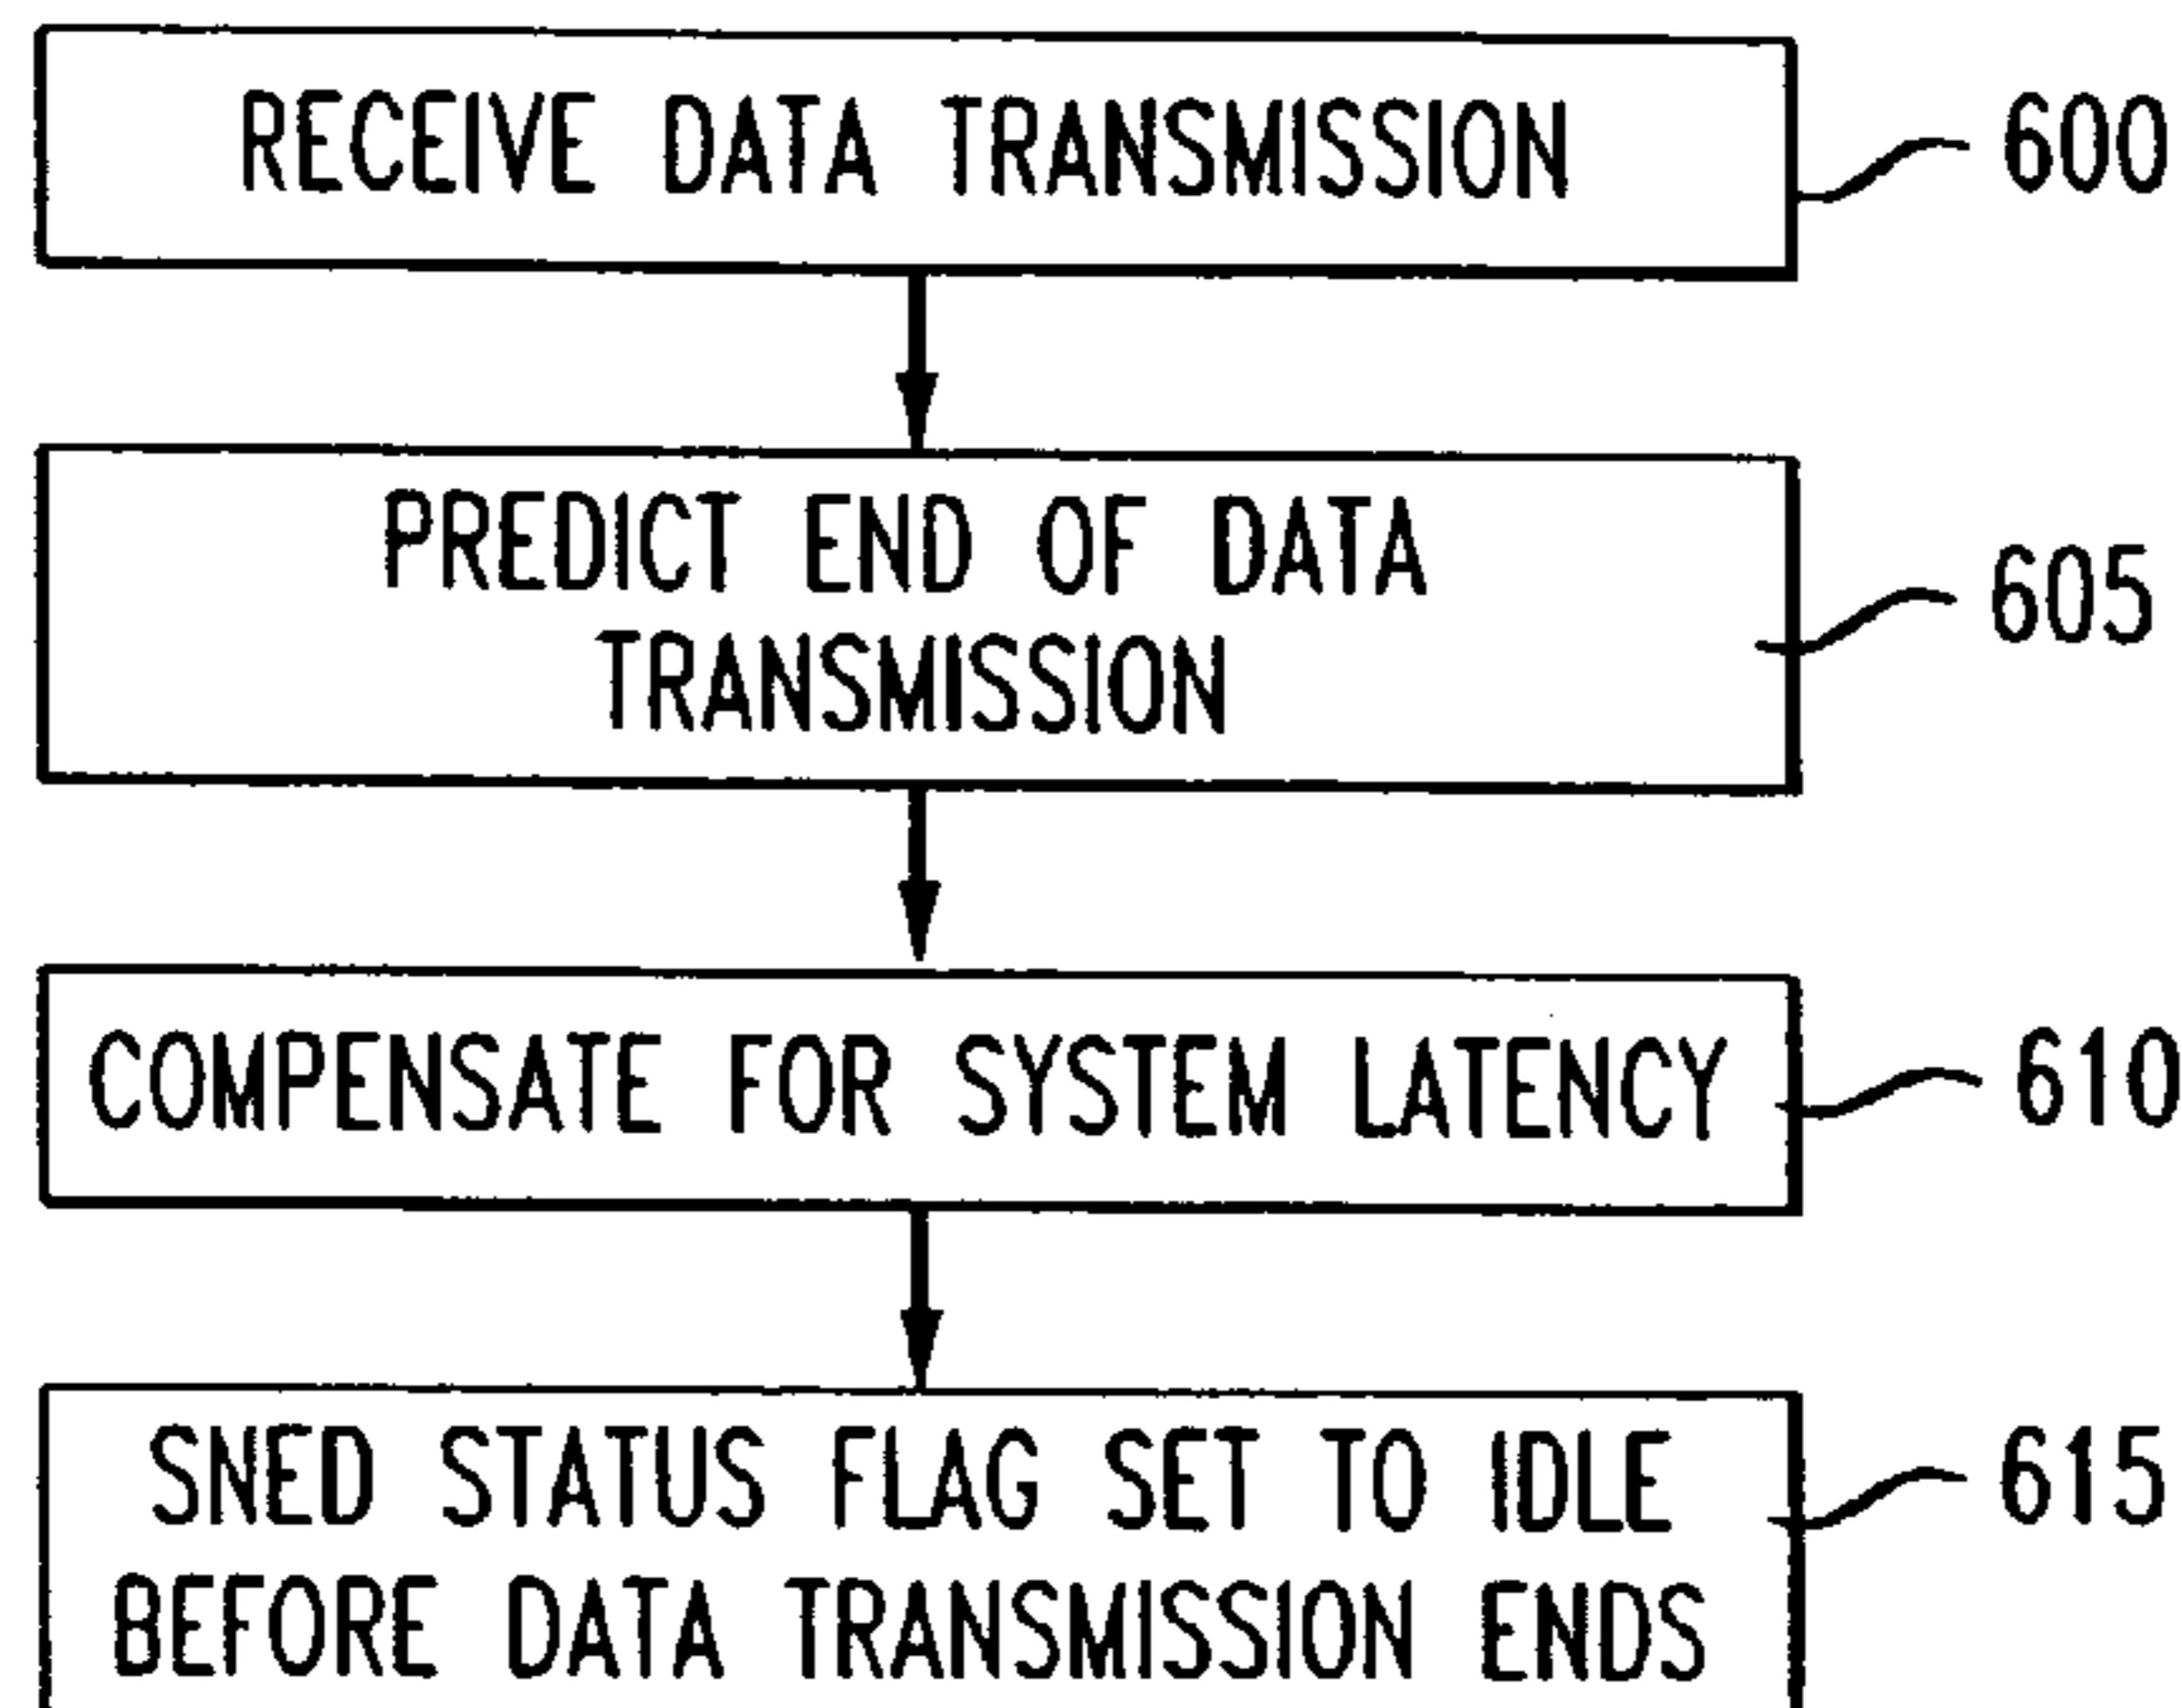 RECEIVE DATA TRANSMISSION
600
PREDICT END OF DATA
TRANSMISSION
605
COMPENSATE FOR SYSTEM LATENCY
610
SNED STATUS FLAG SET TO IDLE
BEFORE DATA TRANSMISSION ENDS
615